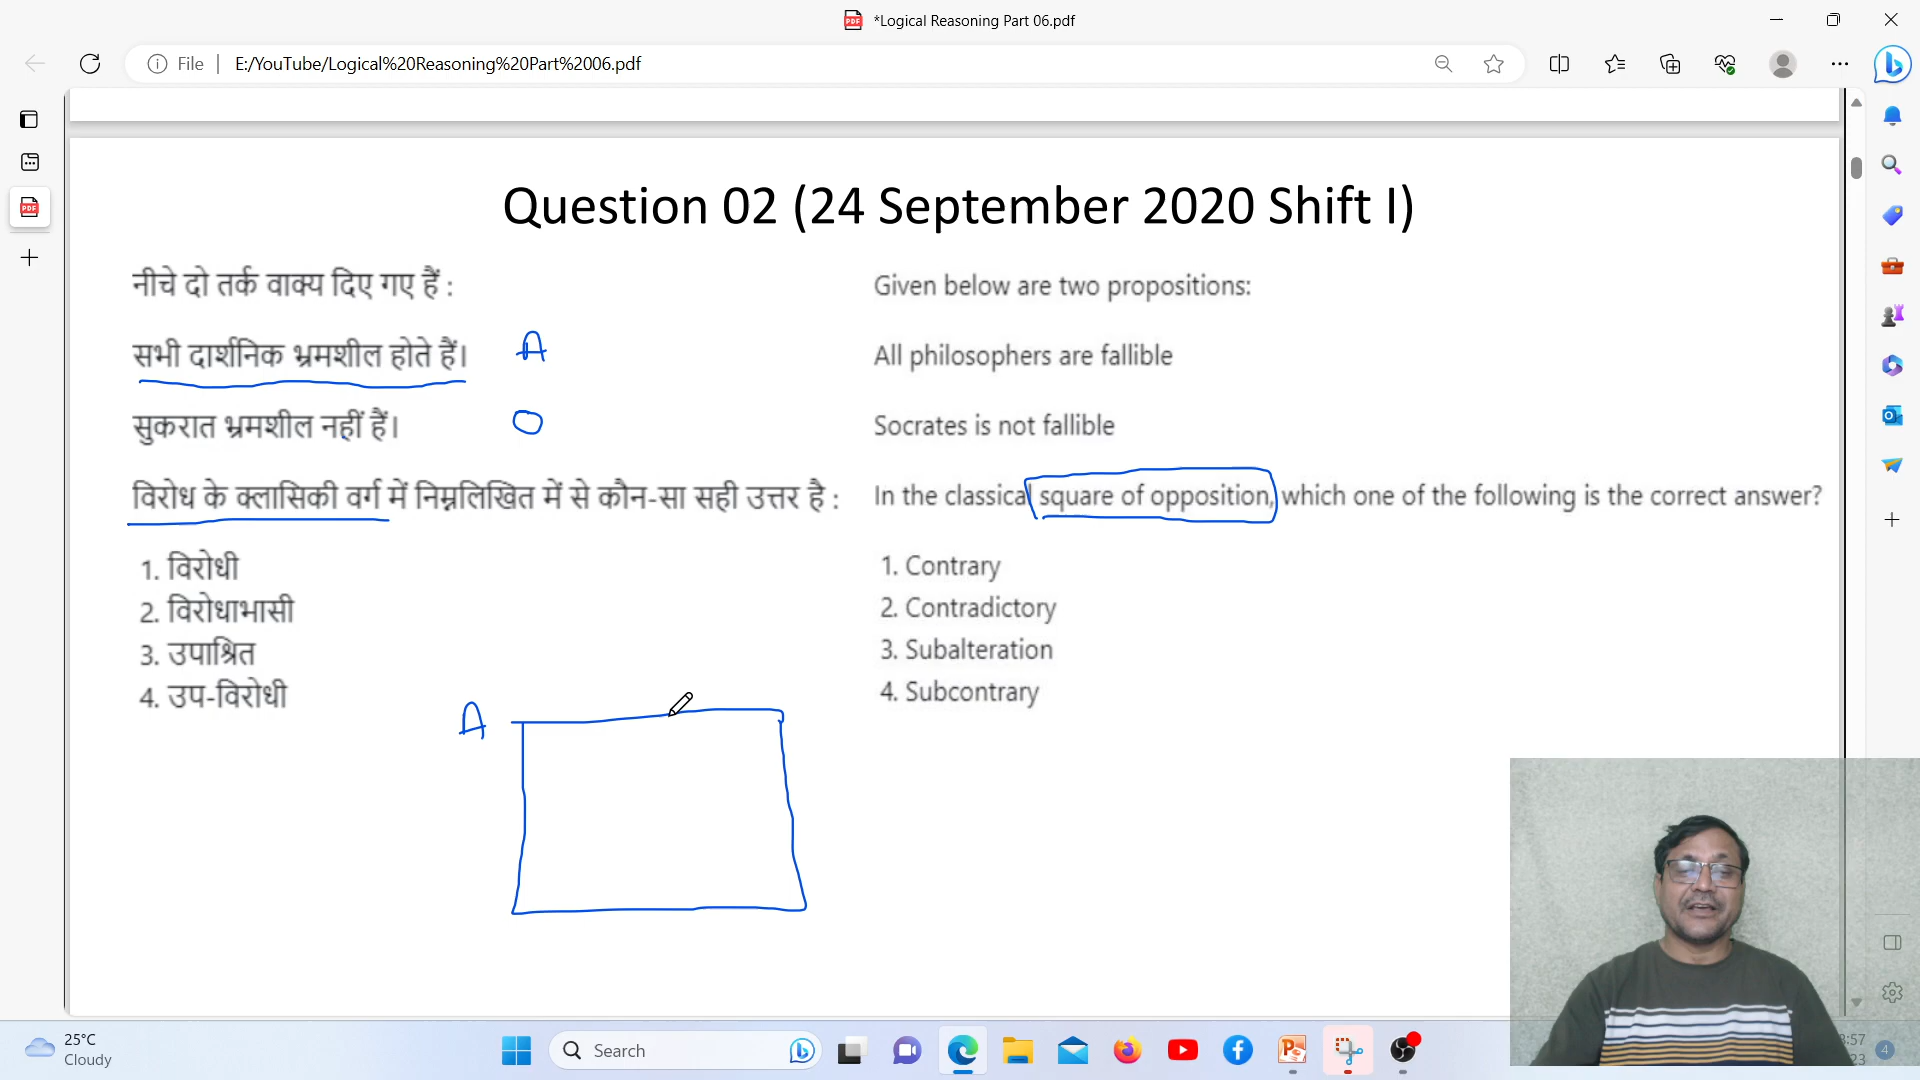 *Logical Reasoning Part 06.pdf
File
E:/YouTube/Logical%20Reasoning%20Part%2006.pdf
Question 02 (24 September 2020 Shift I)
नीचे दो तर्क वाक्य दिए गए हैं :
सभी दार्शनिक भ्रमशील होते हैं।
A
सुकरात भ्रमशील नहीं हैं।
O
विरोध के क्लासिकी वर्ग में निम्नलिखित में से कौन-सा सही उत्तर है :
1. विरोधी
2. विरोधाभासी
3. उपाश्रित
4. उप-विरोधी
A
Given below are two propositions:
All philosophers are fallible
Socrates is not fallible
In the classical square of opposition, which one of the following is the correct answer?
1. Contrary
2. Contradictory
3. Subalteration
4. Subcontrary
25°C
Cloudy
Search
:57
23
4